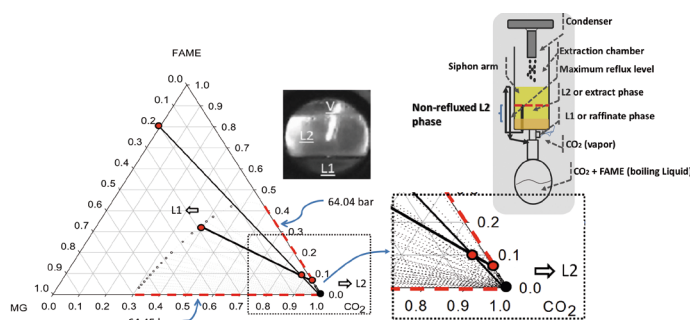 FAME
0.0
1.0
0.1
0.9
0.2
0.8
0.3
0.7
0.4
0.6
0.5
0.5
0.6
0.4
0.7
0.3
0.8
0.2
0.9
0.1
1.0
0.0
L1
L2
MG
0.0
0.1
0.2
0.3
0.4
0.5
0.6
0.7
0.8
0.9
1.0
CO2
64.04 bar
V
L2
L1
Condenser
Extraction chamber
Maximum reflux level
Siphon arm
L2 or extract phase
Non-refluxed L2
phase
L1 or raffinate phase
CO2 (vapor)
CO2 + FAME (boiling Liquid)
0.2
0.1
0.0
L2
0.8
0.9
1.0
CO2